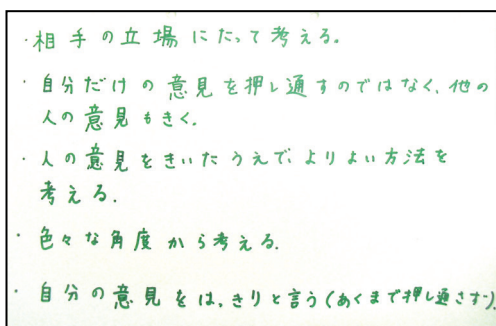 ・相手の立場にたって考える。
・自分だけの意見を押し通すのではなく、他の
人の意見もきく。
・人の意見をきいたうえで、よりよい方法を
考える。
・色々な角度から考える。
・自分の意見をはっきりと言う(あくまで押し通さず)。